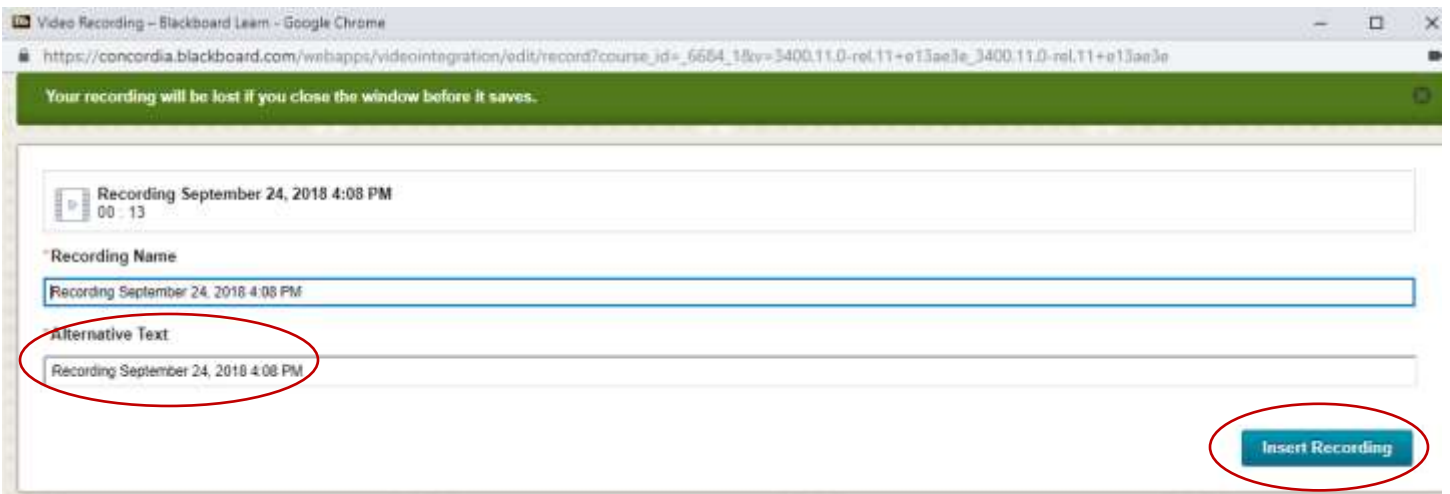 Video Recording – Blackboard Learn - Google Chrome
https://concordia.blackboard.com/webapps/videointegration/edit/record?course_id=_6684_1&v=3400.11.0-rel.11+e13ae3e_3400.11.0-rel.11+e13ae3e
Your recording will be lost if you close the window before it saves.
Recording September 24, 2018 4:08 PM
00 : 13
*Recording Name
Recording September 24, 2018 4:08 PM
*Alternative Text
Recording September 24, 2018 4:08 PM
Insert Recording